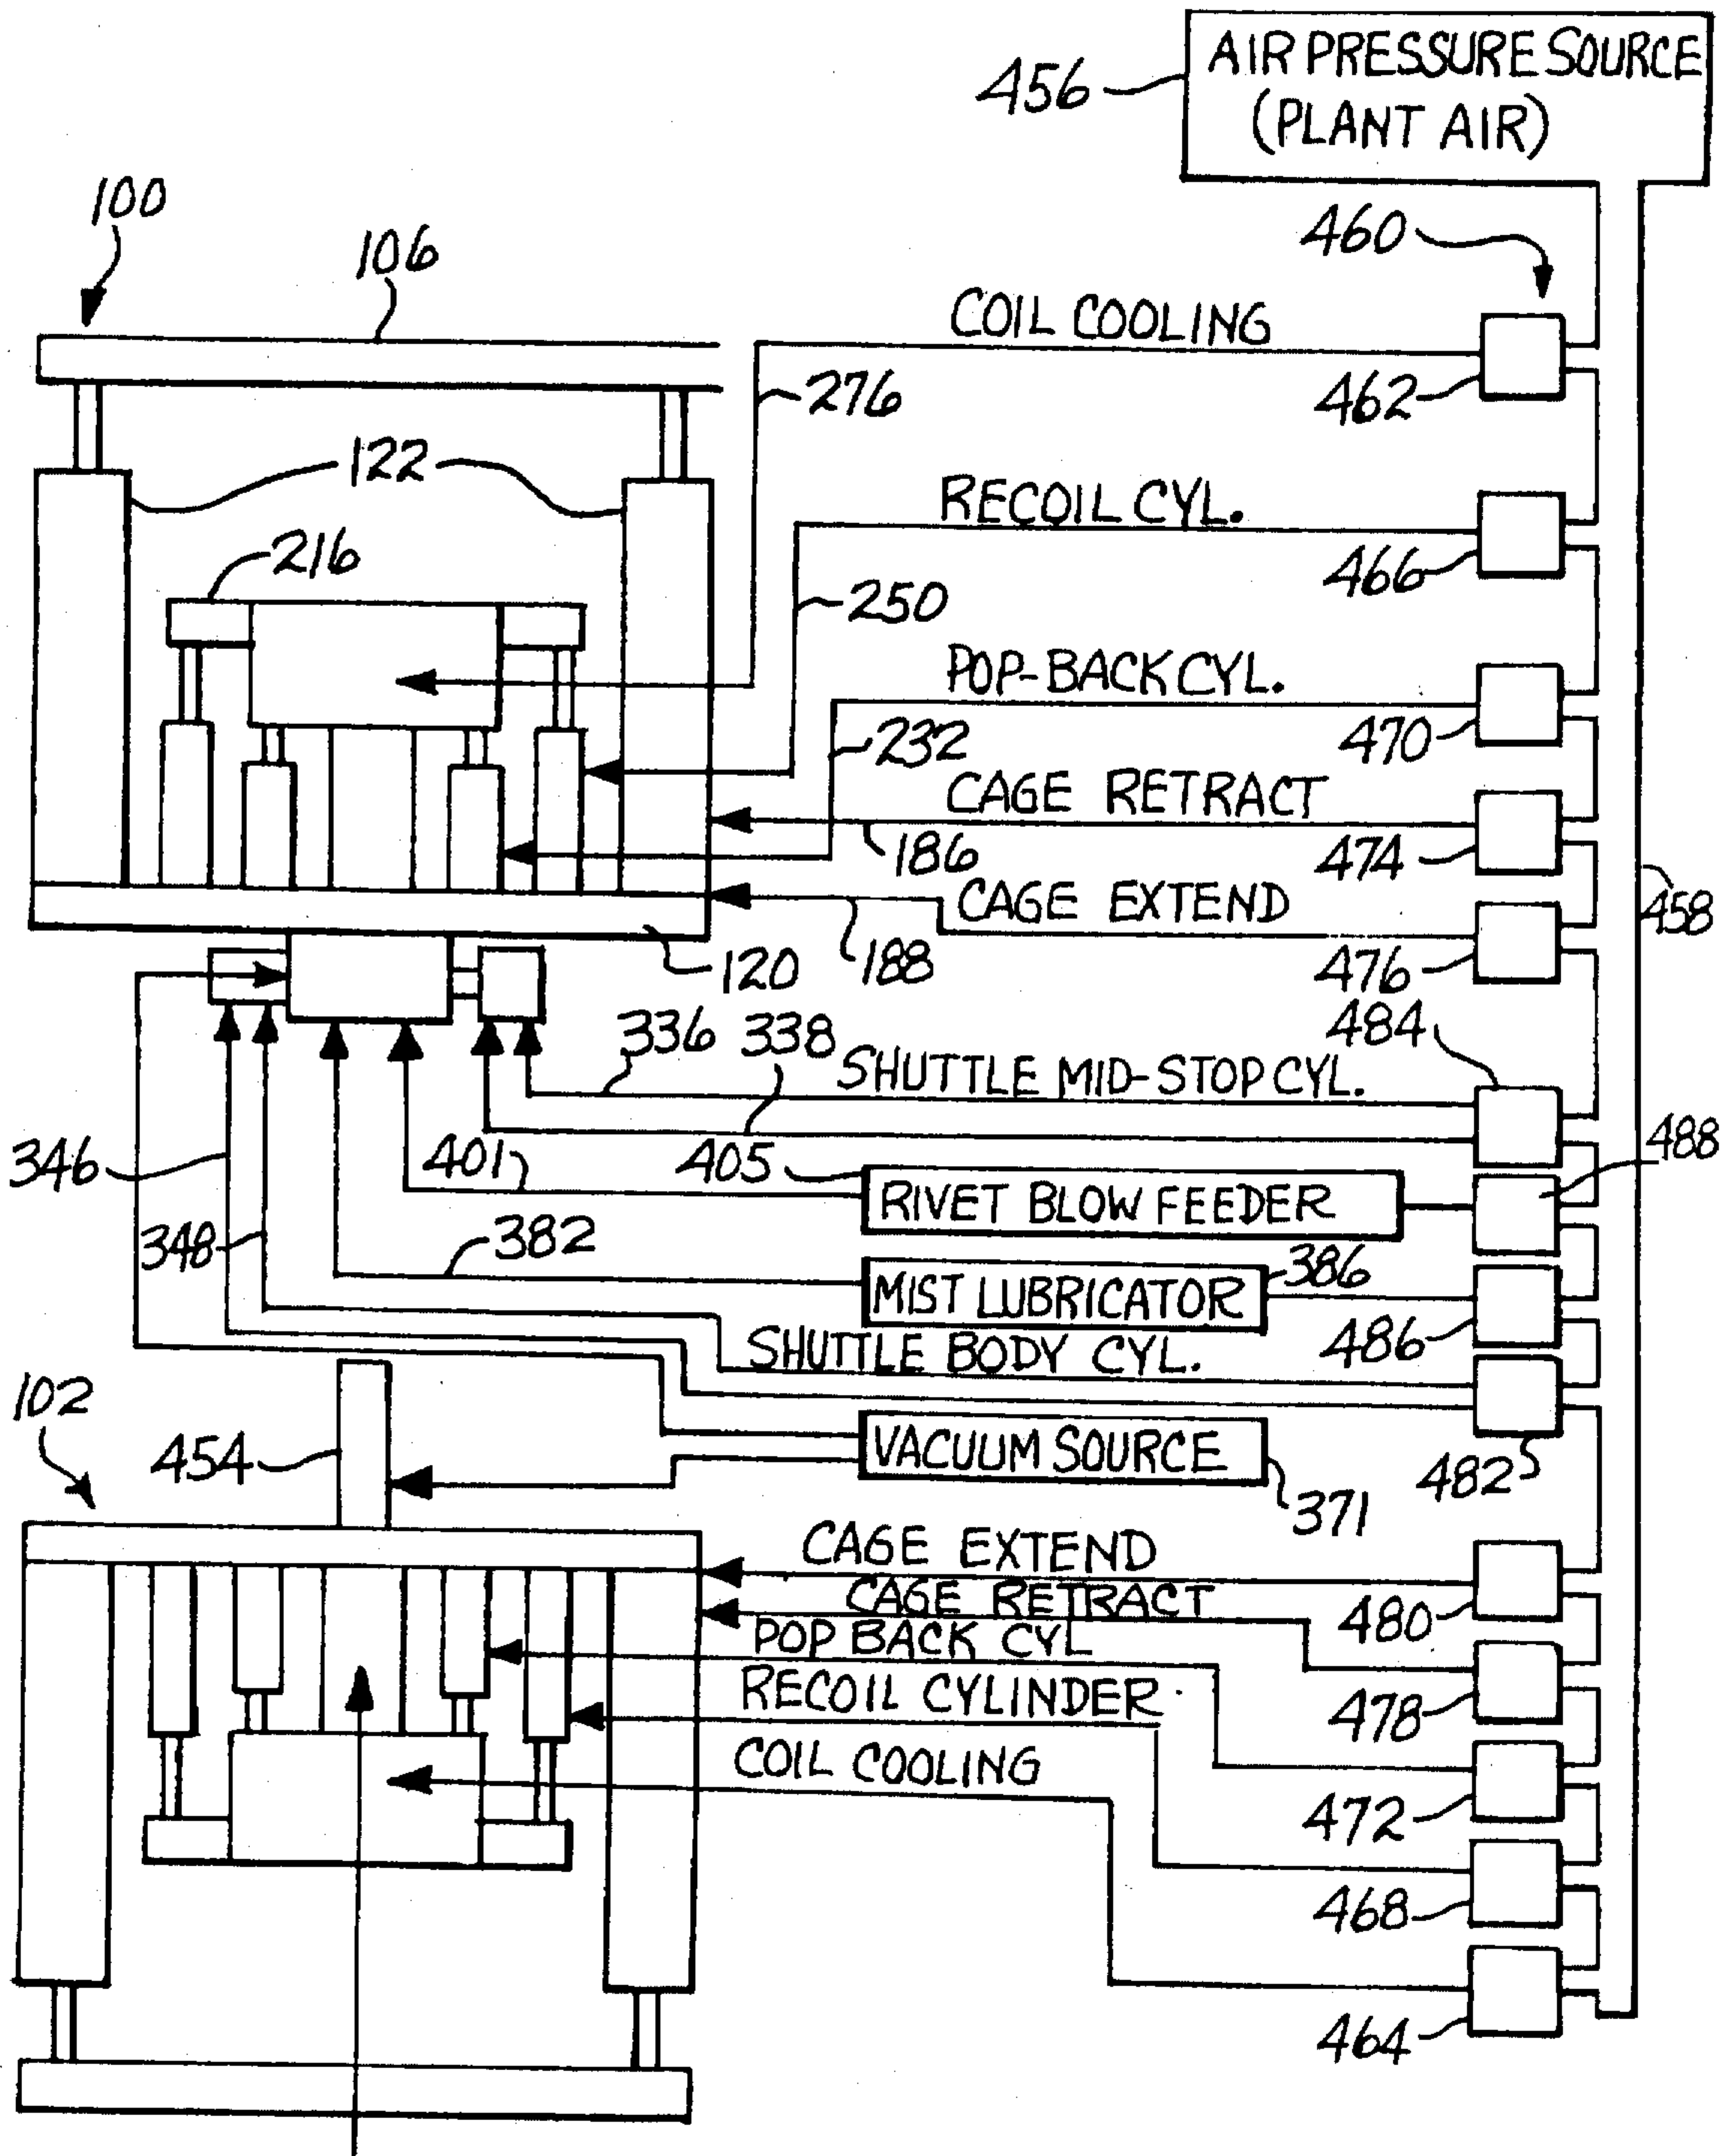 AIR PRESSURE SOURCE
(PLANT AIR)
456
100
106
460
COIL COOLING
276
462
122
RECOIL CYL.
216
466
250
POP-BACK CYL.
232
470
CAGE RETRACT
186
474
458
CAGE EXTEND
120
188
476
336
338
484
SHUTTLE MID-STOP CYL.
488
346
401
405
RIVET BLOW FEEDER
348
382
386
MIST LUBRICATOR
SHUTTLE BODY CYL.
486
102
454
VACUUM SOURCE
482
371
CAGE EXTEND
CAGE RETRACT
480
POP BACK CYL
RECOIL CYLINDER
478
COIL COOLING
472
468
464